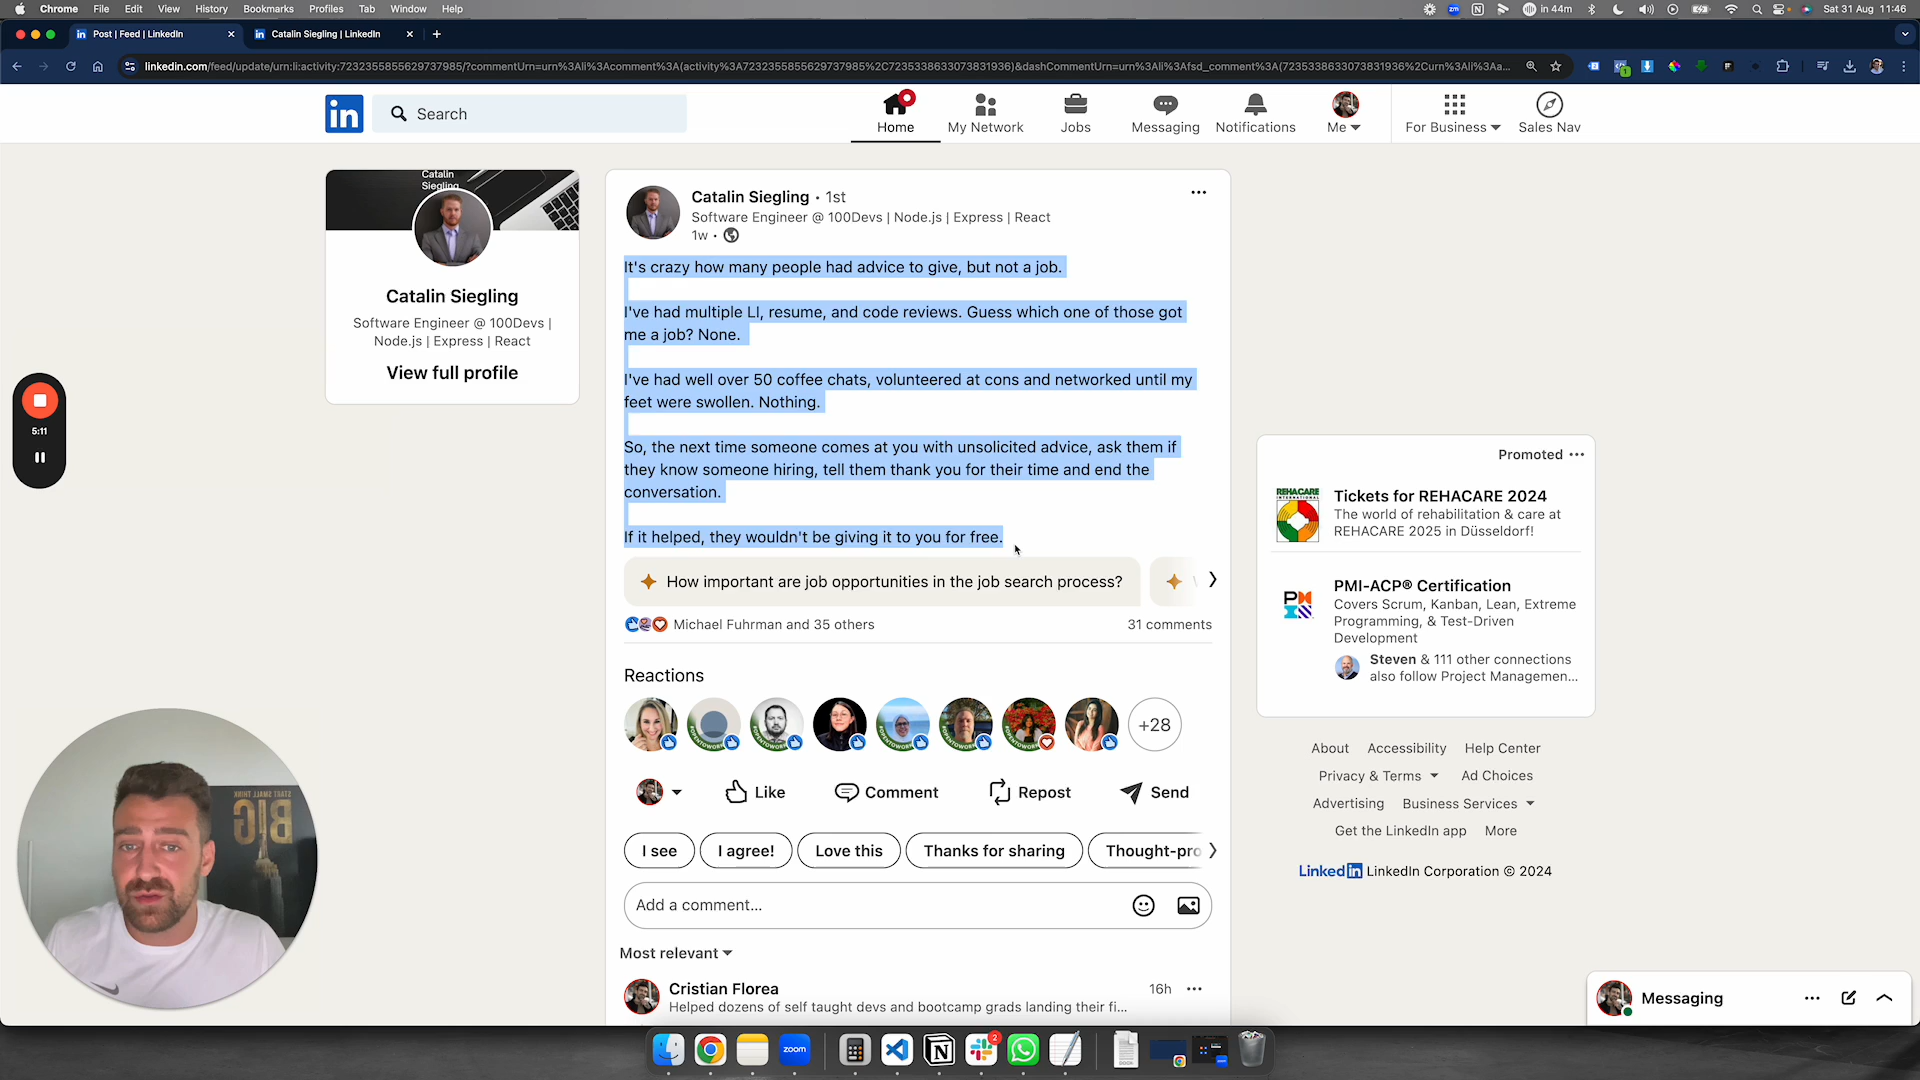 Chrome File Edit View History Bookmarks Profiles Tab Window Help
in 44m
Sat 31 Aug 11:46
Post | Feed | LinkedIn
Catalin Siegling | LinkedIn
linkedin.com/feed/update/urn:li:activity:7232355855629737985/?commentUrn=urn%3Ali%3Acomment%3A(activity%3A7232355855629737985%2C7235338633073831936)&dashCommentUrn=urn%3Ali%3Afsd_comment%3A(7235338633073831936%2Curn%3Ali%3Aa...
in
Search
Home
My Network
Jobs
Messaging
Notifications
Me
For Business
Sales Nav
Catalin
Siegling
Catalin Siegling
Software Engineer @ 100Devs |
Node.js | Express | React
View full profile
5:11
Catalin Siegling • 1st
Software Engineer @ 100Devs | Node.js | Express | React
1w •
It's crazy how many people had advice to give, but not a job.
I've had multiple LI, resume, and code reviews. Guess which one of those got
me a job? None.
I've had well over 50 coffee chats, volunteered at cons and networked until my
feet were swollen. Nothing.
So, the next time someone comes at you with unsolicited advice, ask them if
they know someone hiring, tell them thank you for their time and end the
conversation.
If it helped, they wouldn't be giving it to you for free.
How important are job opportunities in the job search process?
Michael Fuhrman and 35 others
31 comments
Reactions
+28
Like
Comment
Repost
Send
I see
I agree!
Love this
Thanks for sharing
Thought-pro
Add a comment...
Most relevant
Cristian Florea
16h
Helped dozens of self taught devs and bootcamp grads landing their fi...
Promoted
REHACARE
INTERNATIONAL
Tickets for REHACARE 2024
The world of rehabilitation & care at
REHACARE 2025 in Düsseldorf!
PMI-ACP® Certification
Covers Scrum, Kanban, Lean, Extreme
Programming, & Test-Driven
Development
Steven & 111 other connections
also follow Project Managemen...
About
Accessibility
Help Center
Privacy & Terms
Ad Choices
Advertising
Business Services
Get the LinkedIn app
More
LinkedIn LinkedIn Corporation © 2024
Messaging
START SMALL THINK
BIG
zoom
2